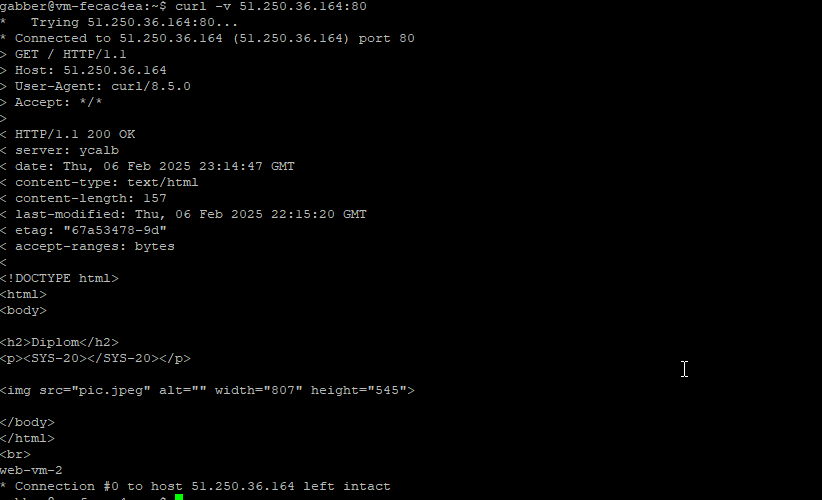 gabber@vm-fecac4ea:~$ curl -v 51.250.36.164:80
*   Trying 51.250.36.164:80...
* Connected to 51.250.36.164 (51.250.36.164) port 80
> GET / HTTP/1.1
> Host: 51.250.36.164
> User-Agent: curl/8.5.0
> Accept: */*
>
< HTTP/1.1 200 OK
< server: ycalb
< date: Thu, 06 Feb 2025 23:14:47 GMT
< content-type: text/html
< content-length: 157
< last-modified: Thu, 06 Feb 2025 22:15:20 GMT
< etag: "67a53478-9d"
< accept-ranges: bytes
<
<!DOCTYPE html>
<html>
<body>

<h2>Diplom</h2>
<p><SYS-20></SYS-20></p>

<img src="pic.jpeg" alt="" width="807" height="545">

</body>
</html>
<br>
web-vm-2
* Connection #0 to host 51.250.36.164 left intact